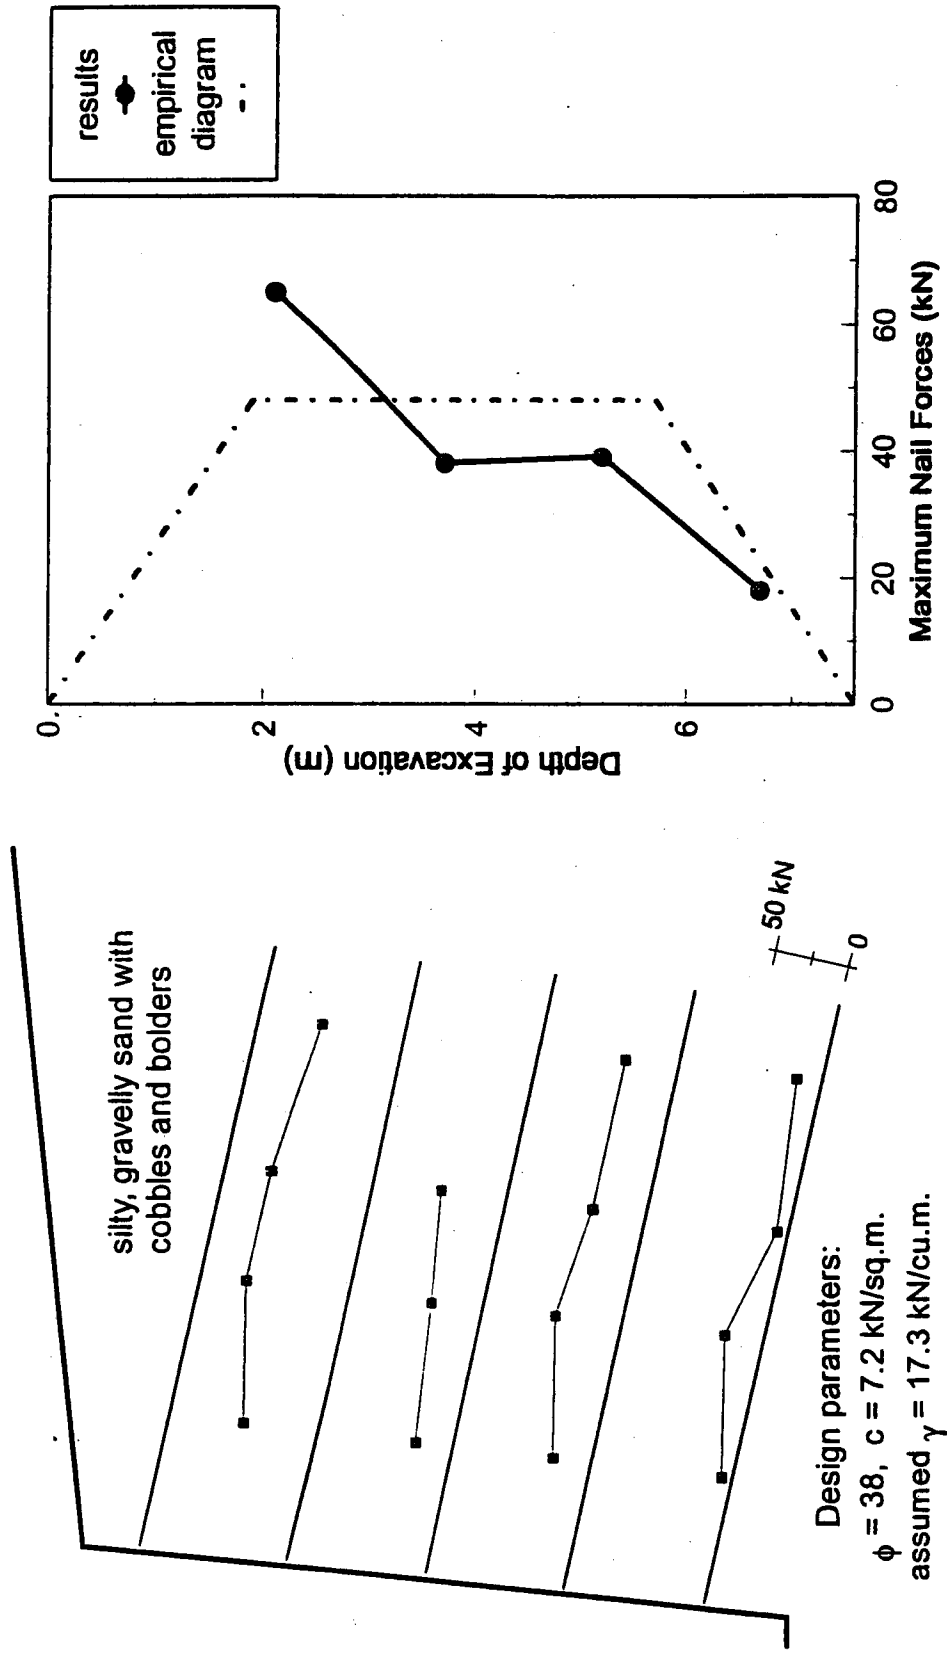 silty, gravelly sand with
cobbles and bolders
50 kN
0
Design parameters:
ϕ = 38, c = 7.2 kN/sq.m.
assumed γ = 17.3 kN/cu.m.
results
empirical
diagram
Depth of Excavation (m)
0.
2
4
6
0
20
40
60
80
Maximum Nail Forces (kN)